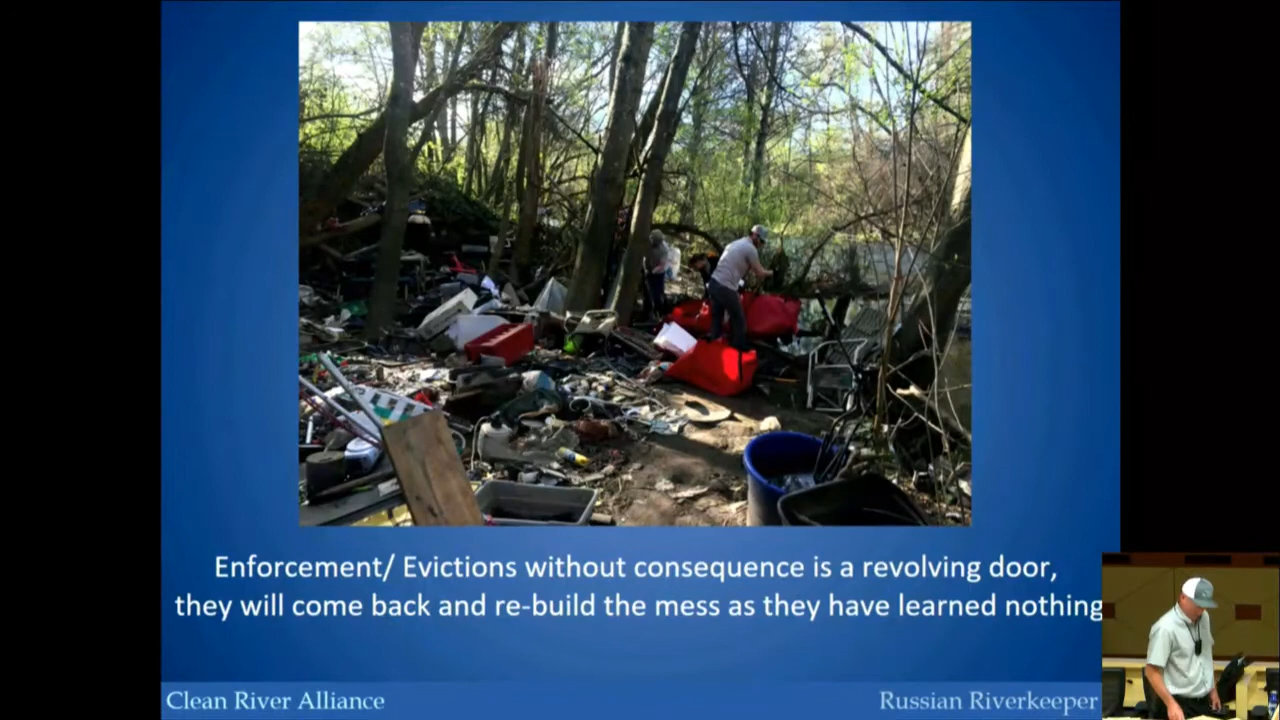 Enforcement/ Evictions without consequence is a revolving door,
they will come back and re-build the mess as they have learned nothing
Clean River Alliance
Russian Riverkeeper